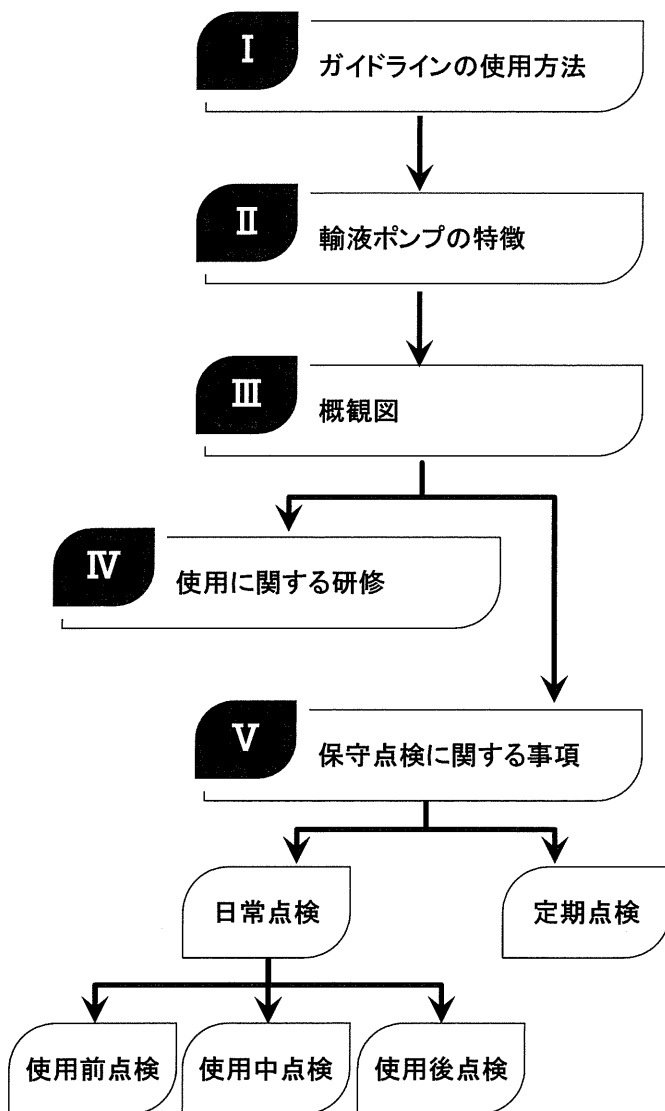 Ⅰ
ガイドラインの使用方法
Ⅱ
輸液ポンプの特徴
Ⅲ
概観図
Ⅳ
使用に関する研修
Ⅴ
保守点検に関する事項
日常点検
定期点検
使用前点検
使用中点検
使用後点検